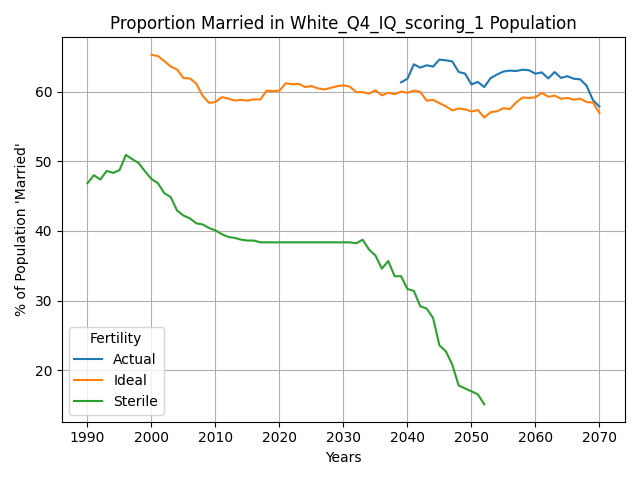 Proportion Married in White_Q4_IQ_scoring_1 Population
% of Population 'Married'
60
50
40
30
20
Fertility
Actual
Ideal
Sterile
1990 2000 2010 2020 2030 2040 2050 2060 2070
Years